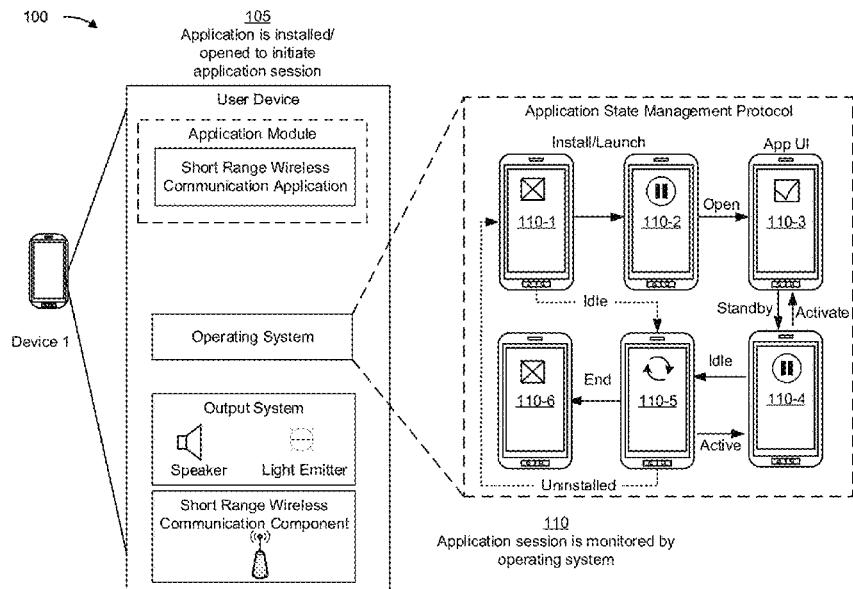 100
105
Application is installed/
opened to initiate
application session
User Device
Application Module
Short Range Wireless
Communication Application
Device 1
Operating System
Output System
Speaker
Light Emitter
Short Range Wireless
Communication Component
Application State Management Protocol
Install/Launch
App UI
110-1
110-2
Open
110-3
Idle
Standby
Activate
110-6
End
110-5
Idle
110-4
Active
Uninstalled
110
Application session is monitored by
operating system